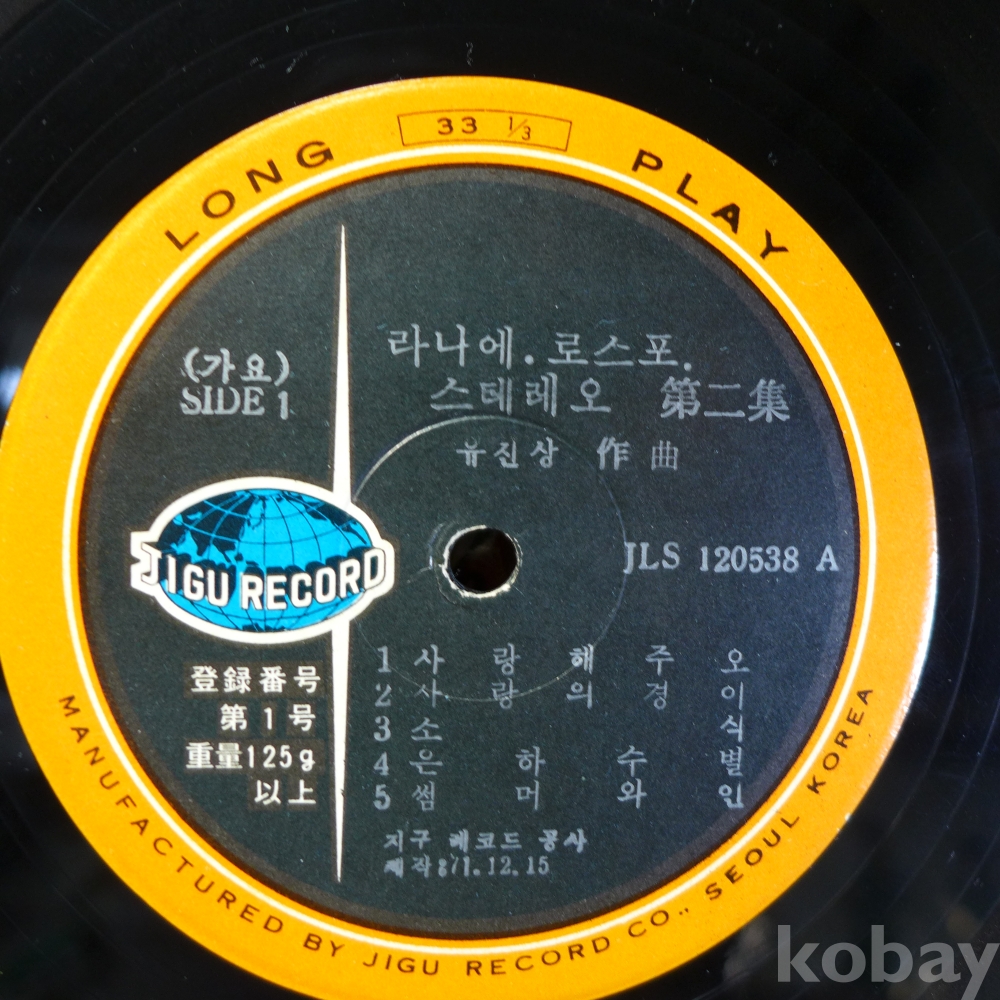 LONG PLAY
33 1/3
(가요)
SIDE 1
라나에.로스포.
스테레오 第二集
유진상 作曲
JIGU RECORD
JLS 120538 A
登録番号
第1号
重量125g
以上
1 사랑해주오
2 사랑의경이
3 소식
4 은하수별
5 썸머와인
지구 레코드 공사
제작:71.12.15
MANUFACTURED BY JIGU RECORD CO., SEOUL KOREA
kobay